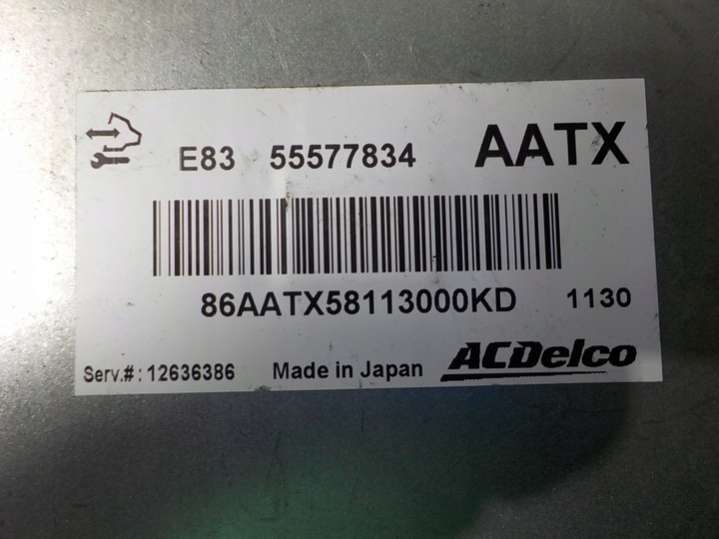 E83 55577834 AATX
86AATX58113000KD 1130
Serv.#: 12636386 Made in Japan ACDelco